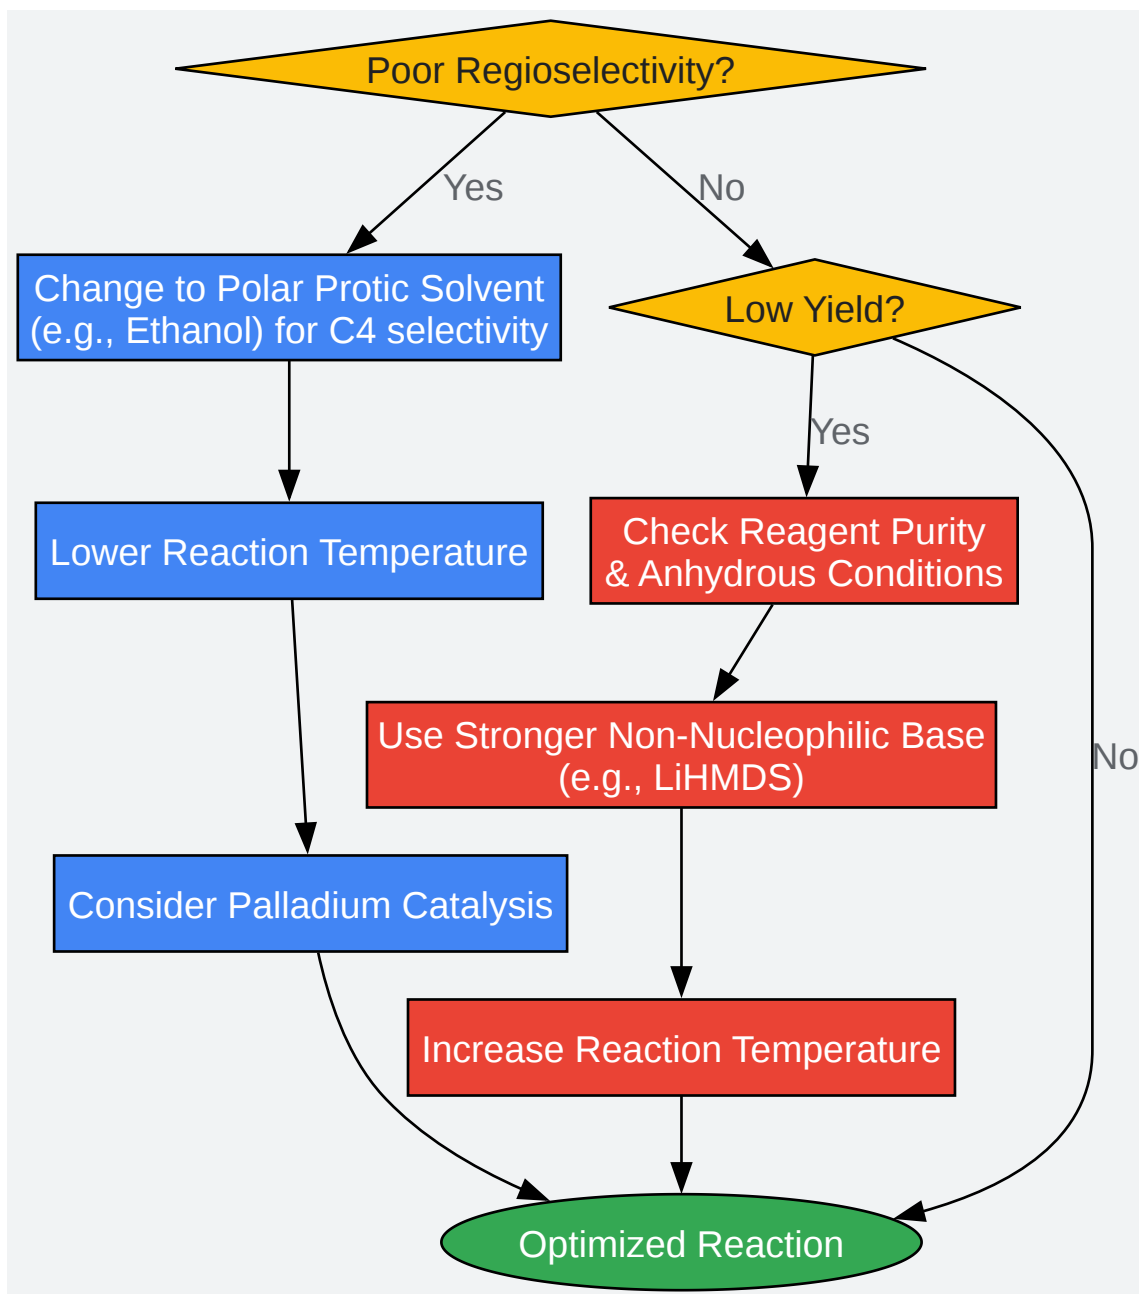 Poor Regioselectivity?
Yes
No
Change to Polar Protic Solvent
(e.g., Ethanol) for C4 selectivity
Low Yield?
Yes
Lower Reaction Temperature
Check Reagent Purity
& Anhydrous Conditions
Use Stronger Non-Nucleophilic Base
(e.g., LiHMDS)
No
Consider Palladium Catalysis
Increase Reaction Temperature
Optimized Reaction